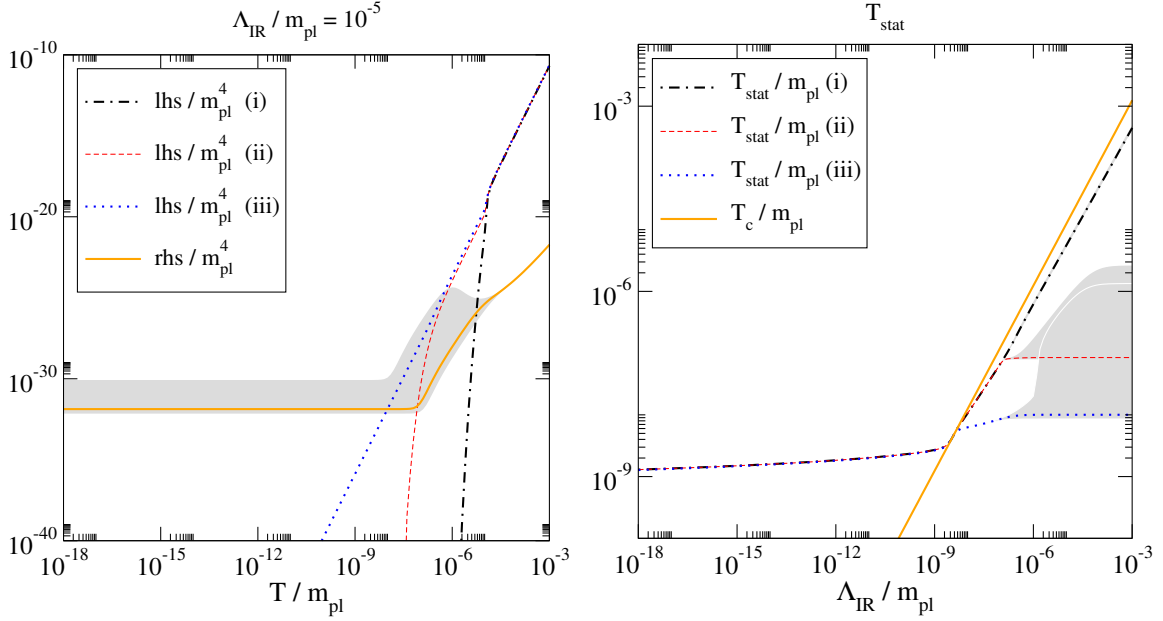 Λ_IR / m_pl = 10^-5
10^-10
10^-20
10^-30
10^-40
lhs / m_pl^4 (i)
lhs / m_pl^4 (ii)
lhs / m_pl^4 (iii)
rhs / m_pl^4
10^-18 10^-15 10^-12 10^-9 10^-6 10^-3
T / m_pl
T_stat
10^-3
10^-6
10^-9
T_stat / m_pl (i)
T_stat / m_pl (ii)
T_stat / m_pl (iii)
T_c / m_pl
10^-18 10^-15 10^-12 10^-9 10^-6 10^-3
Λ_IR / m_pl